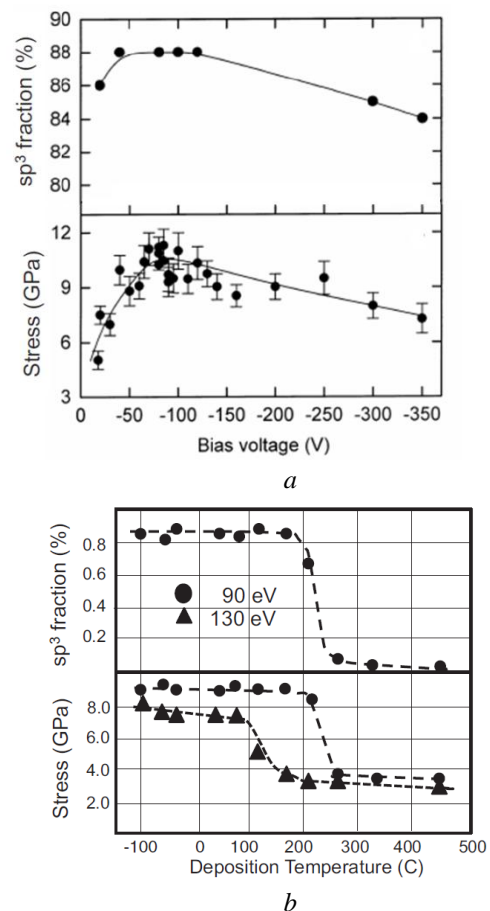 90
88
86
84
82
80
sp³ fraction (%)
12
9
6
3
Stress (GPa)
0 -50 -100 -150 -200 -250 -300 -350
Bias voltage (V)
a
0.8
0.6
0.4
0.2
sp³ fraction (%)
90 eV
130 eV
8.0
6.0
4.0
2.0
Stress (GPa)
-100 0 100 200 300 400 500
Deposition Temperature (C)
b